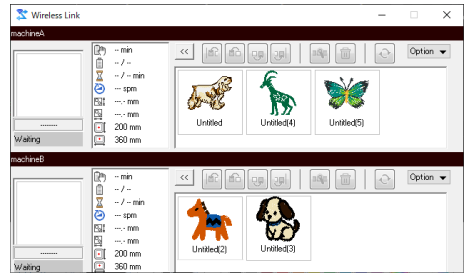 Wireless Link
machineA
-- min
-- / --
-- / -- min
--- spm
---.- mm
---.- mm
200 mm
360 mm
--------
Waiting
<<
Option
Untitled
Untitled(4)
Untitled(5)
machineB
-- min
-- / --
-- / -- min
--- spm
---.- mm
---.- mm
200 mm
360 mm
--------
Waiting
<<
Option
Untitled(2)
Untitled(3)